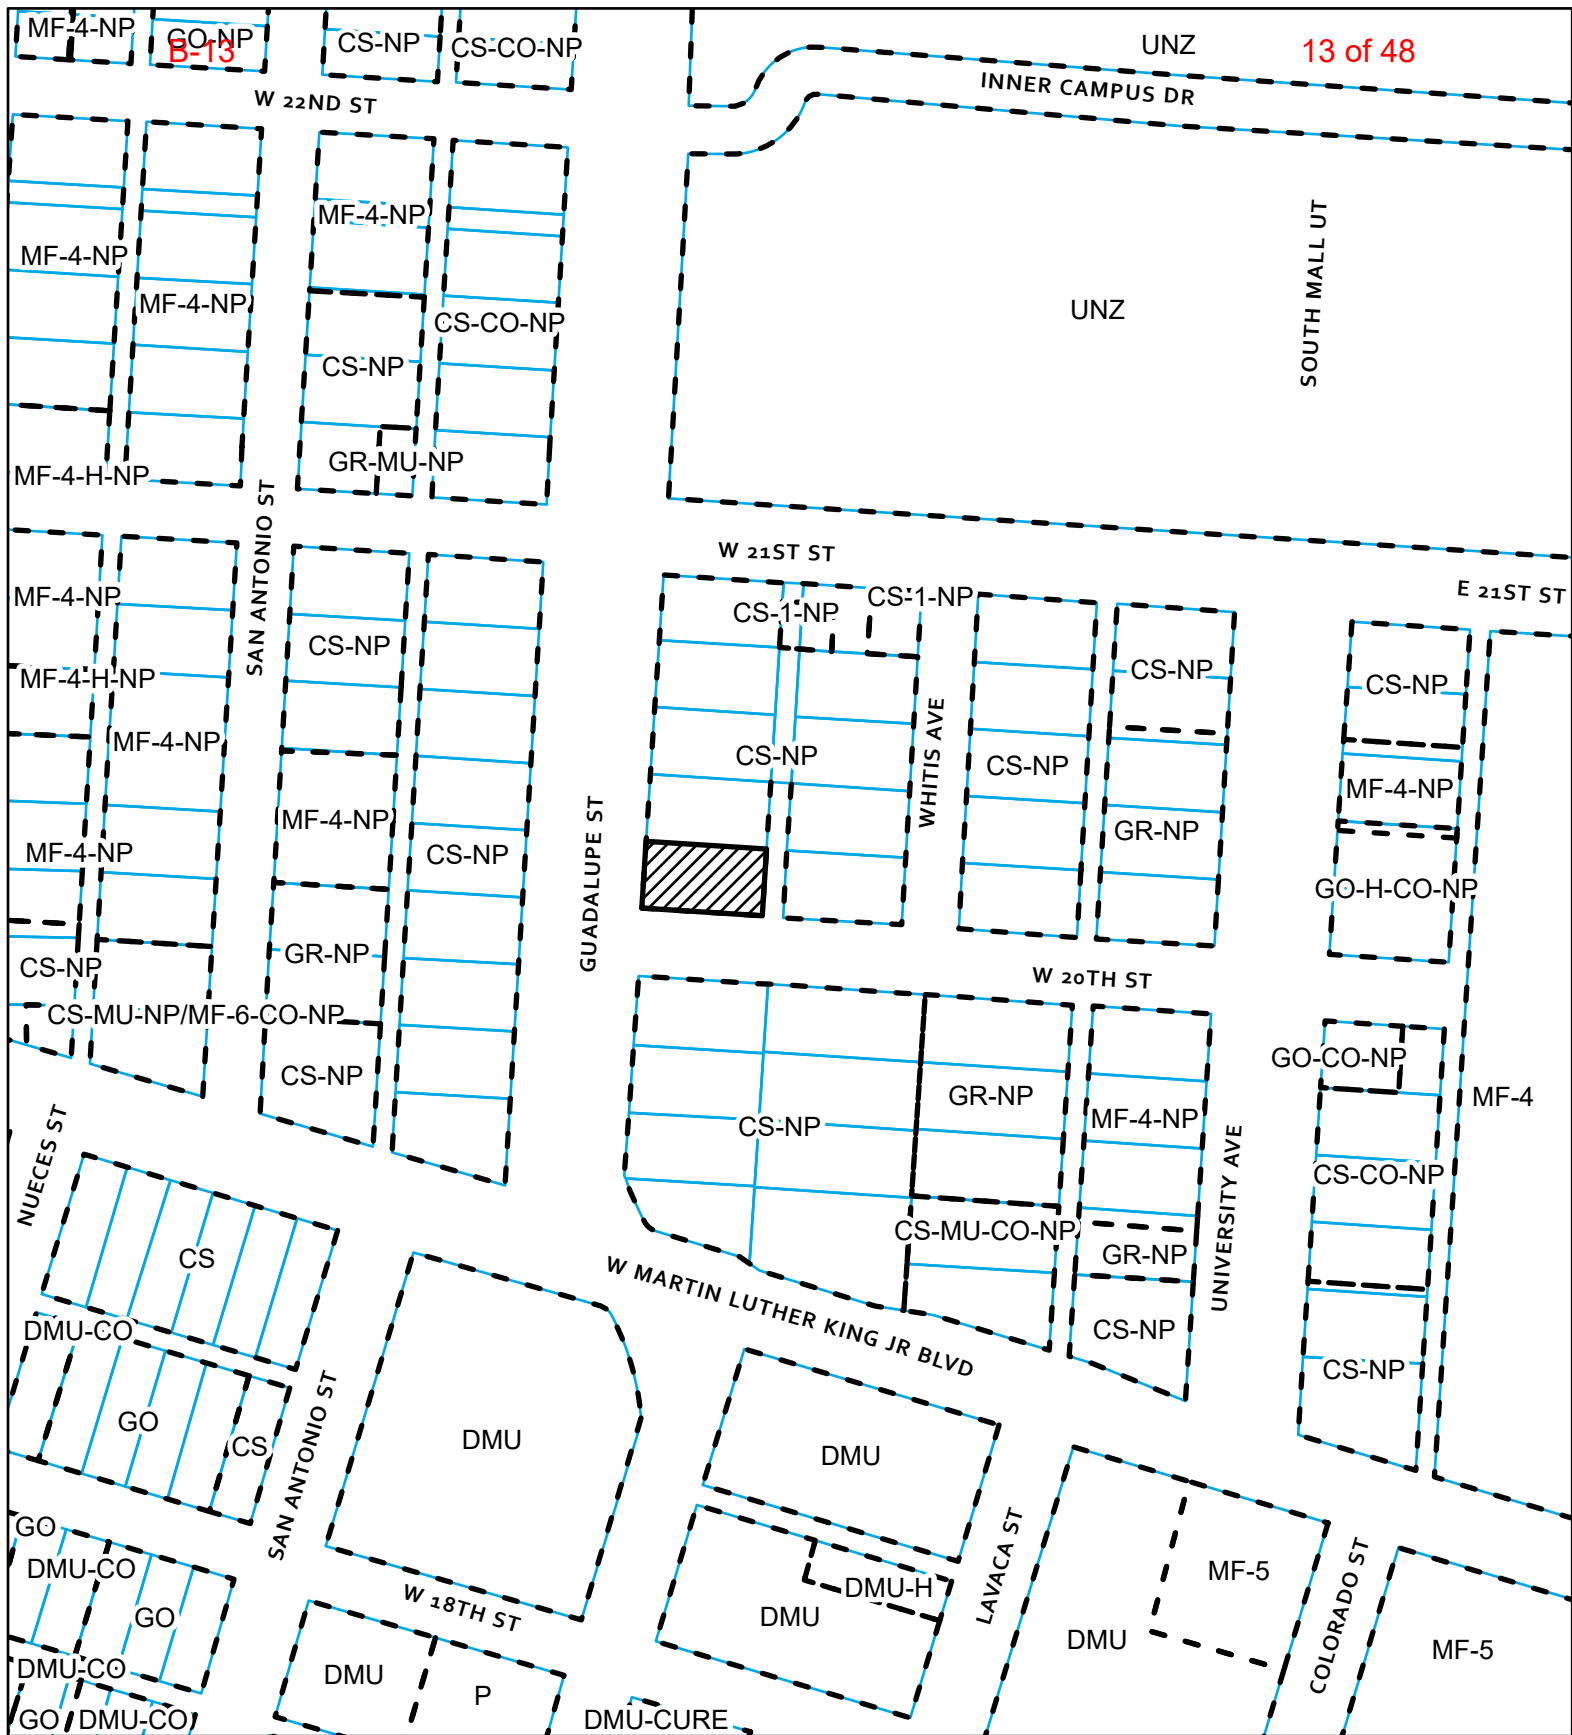 MF-4-NP
GO-NP
B-13
CS-NP
CS-CO-NP
UNZ
13 of 48
INNER CAMPUS DR
W 22ND ST
MF-4-NP
MF-4-NP
MF-4-NP
CS-CO-NP
CS-NP
UNZ
SOUTH MALL UT
GR-MU-NP
MF-4-H-NP
SAN ANTONIO ST
W 21ST ST
E 21ST ST
MF-4-NP
CS-1-NP
CS-1-NP
CS-NP
CS-NP
CS-NP
MF-4-H-NP
MF-4-NP
CS-NP
WHITIS AVE
CS-NP
MF-4-NP
MF-4-NP
GR-NP
MF-4-NP
CS-NP
GUADALUPE ST
GO-H-CO-NP
CS-NP
GR-NP
W 20TH ST
CS-MU-NP/MF-6-CO-NP
CS-NP
GO-CO-NP
GR-NP
MF-4
CS-NP
MF-4-NP
NUECES ST
CS-CO-NP
UNIVERSITY AVE
CS-MU-CO-NP
GR-NP
CS
W MARTIN LUTHER KING JR BLVD
DMU-CO
CS-NP
CS-NP
GO
CS
SAN ANTONIO ST
DMU
DMU
GO
DMU-CO
GO
LAVACA ST
DMU-H
DMU
MF-5
COLORADO ST
W 18TH ST
DMU
MF-5
DMU-CO
DMU
P
GO
DMU-CO
DMU-CURE